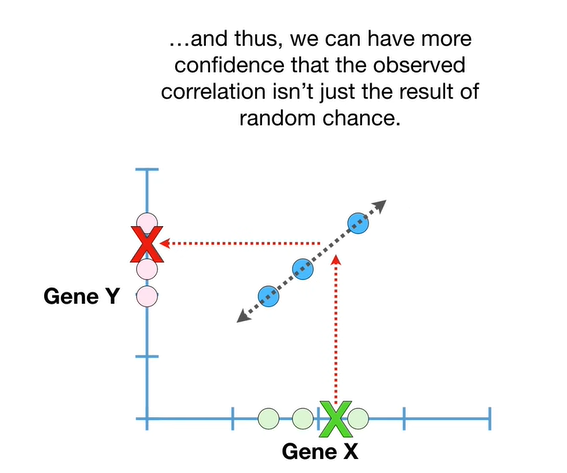 …and thus, we can have more
confidence that the observed
correlation isn’t just the result of
random chance.
Gene Y
Gene X